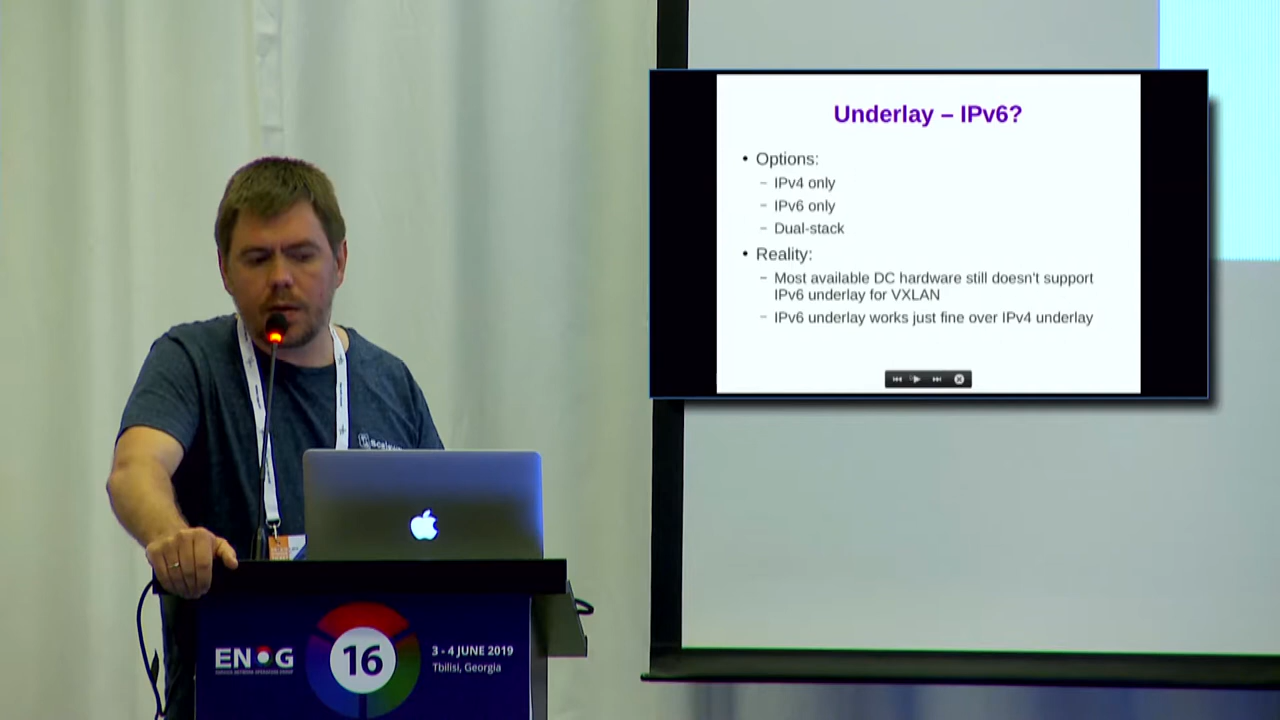 Underlay – IPv6?
• Options:
– IPv4 only
– IPv6 only
– Dual-stack
• Reality:
– Most available DC hardware still doesn't support
IPv6 underlay for VXLAN
– IPv6 underlay works just fine over IPv4 underlay
ENOG
16
3 - 4 JUNE 2019
Tbilisi, Georgia